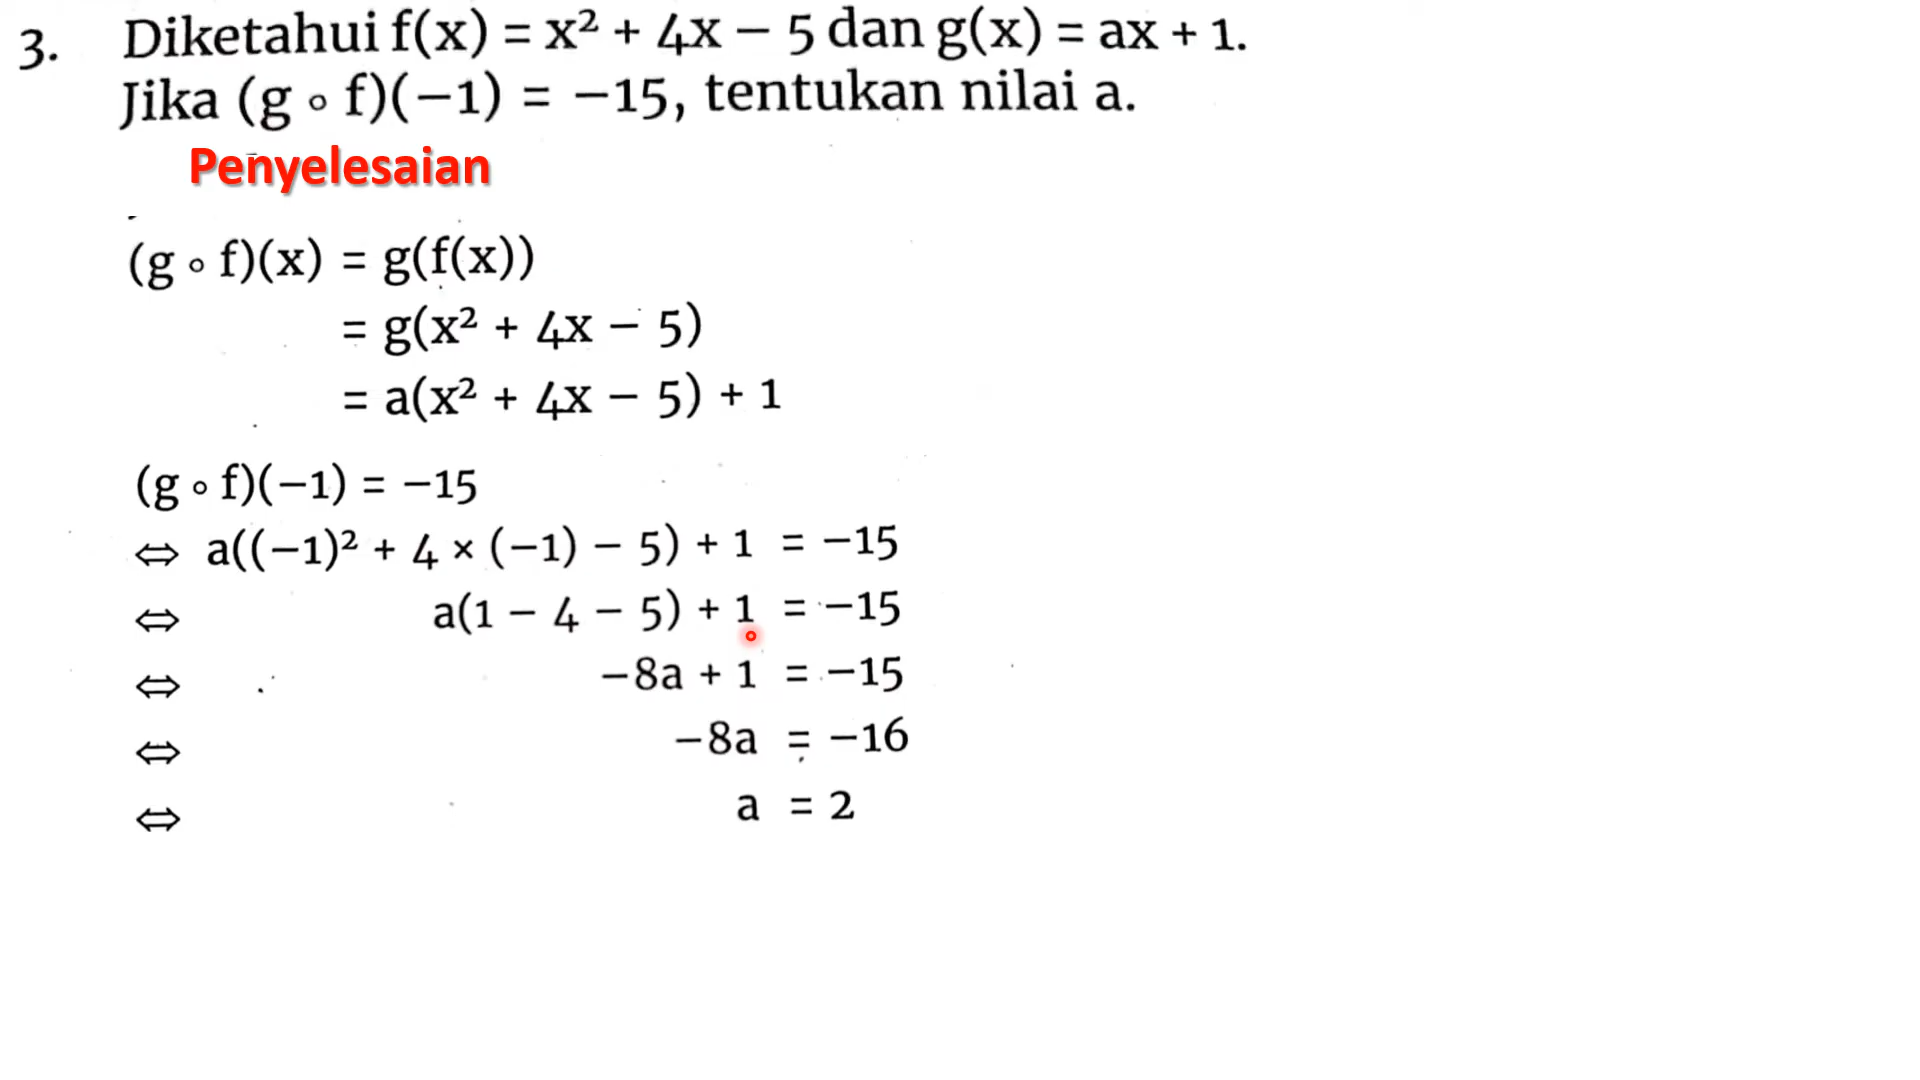 3. Diketahui f(x) = x² + 4x − 5 dan g(x) = ax + 1.
Jika (g ∘ f)(−1) = −15, tentukan nilai a.
Penyelesaian
(g ∘ f)(x) = g(f(x))
= g(x² + 4x − 5)
= a(x² + 4x − 5) + 1
(g ∘ f)(−1) = −15
⇔ a((−1)² + 4 × (−1) − 5) + 1 = −15
⇔ a(1 − 4 − 5) + 1 = −15
⇔ −8a + 1 = −15
⇔ −8a = −16
⇔ a = 2